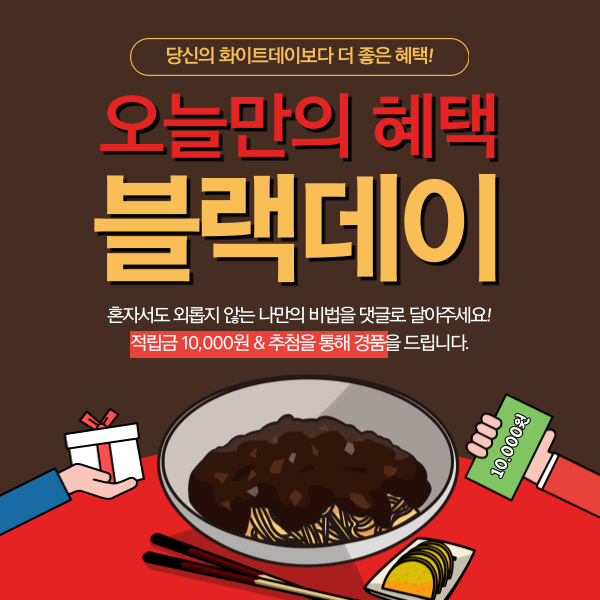 당신의 화이트데이보다 더 좋은 혜택!
오늘만의 혜택
블랙데이
혼자서도 외롭지 않는 나만의 비법을 댓글로 달아주세요!
적립금 10,000원 & 추첨을 통해 경품을 드립니다.
10.000원